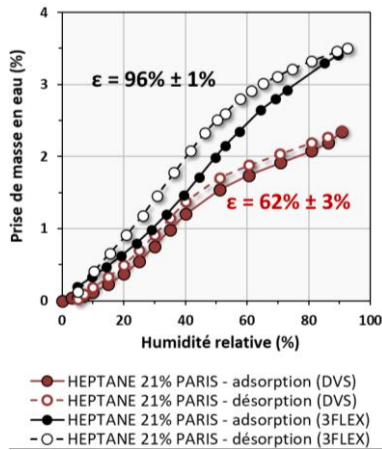 4
3
2
1
0
Prise de masse en eau (%)
ε = 96% ± 1%
ε = 62% ± 3%
0 20 40 60 80 100
Humidité relative (%)
HEPTANE 21% PARIS - adsorption (DVS)
HEPTANE 21% PARIS - désorption (DVS)
HEPTANE 21% PARIS - adsorption (3FLEX)
HEPTANE 21% PARIS - désorption (3FLEX)